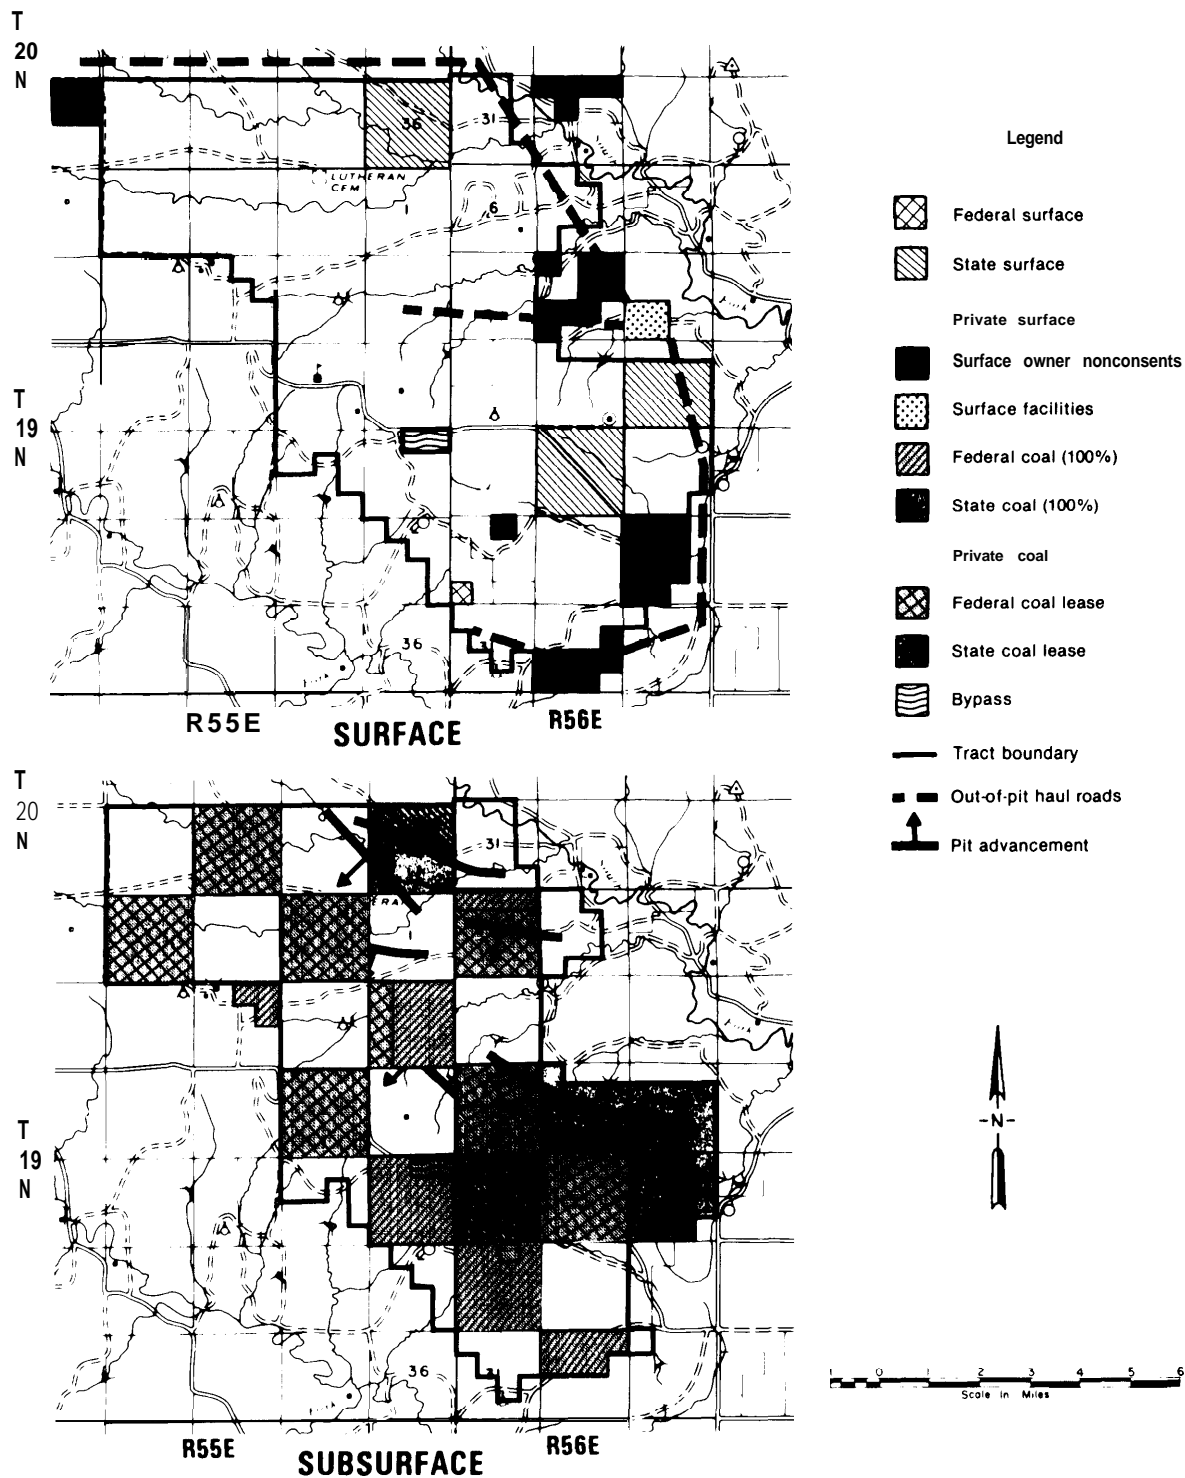 T
20
N
36
31
LUTHERAN
CEM
6
T
19
N
36
R55E
SURFACE
R56E
Legend
Federal surface
State surface
Private surface
Surface owner nonconsents
Surface facilities
Federal coal (100%)
State coal (100%)
Private coal
Federal coal lease
State coal lease
Bypass
Tract boundary
Out-of-pit haul roads
Pit advancement
T
20
N
31
ERA
T
19
N
36
31
R55E
SUBSURFACE
R56E
-N-
1 0 1 2 3 4 5 6
Scale in Miles